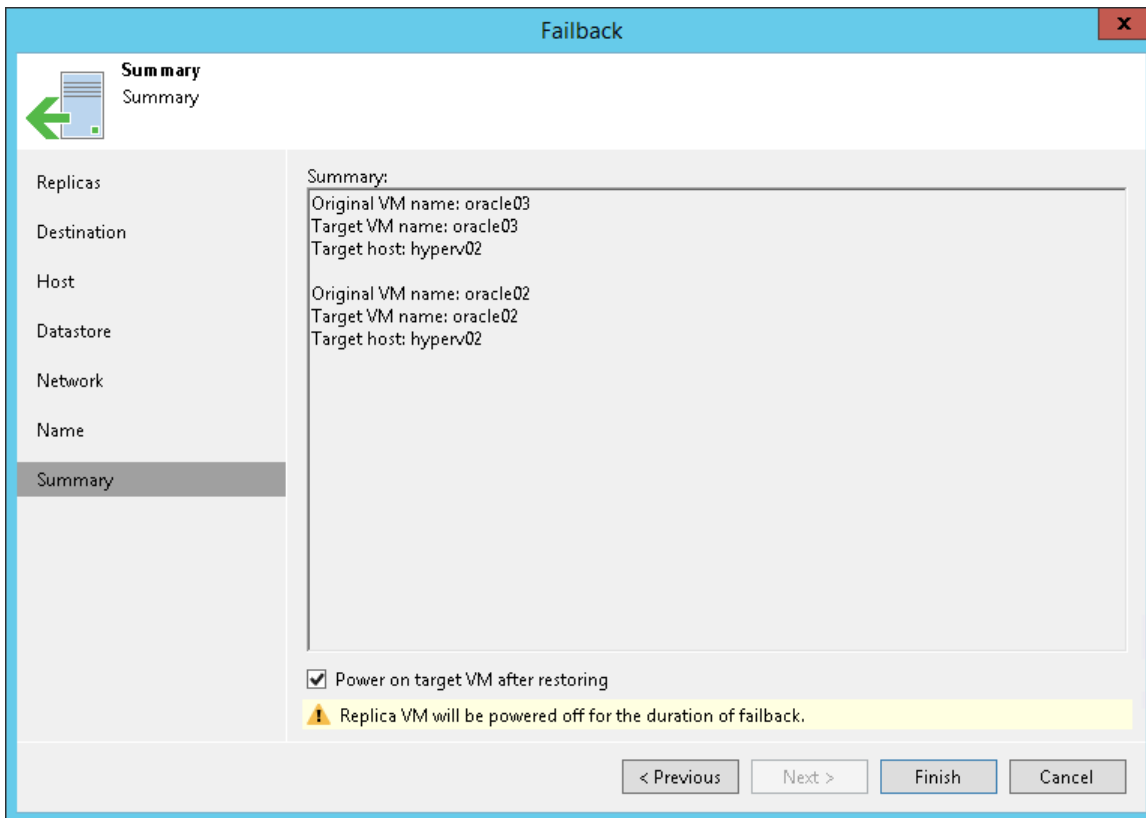 Failback
x
Summary
Summary
Replicas
Destination
Host
Datastore
Network
Name
Summary
Summary:
Original VM name: oracle03
Target VM name: oracle03
Target host: hyperv02
Original VM name: oracle02
Target VM name: oracle02
Target host: hyperv02
Power on target VM after restoring
Replica VM will be powered off for the duration of failback.
< Previous
Next >
Finish
Cancel